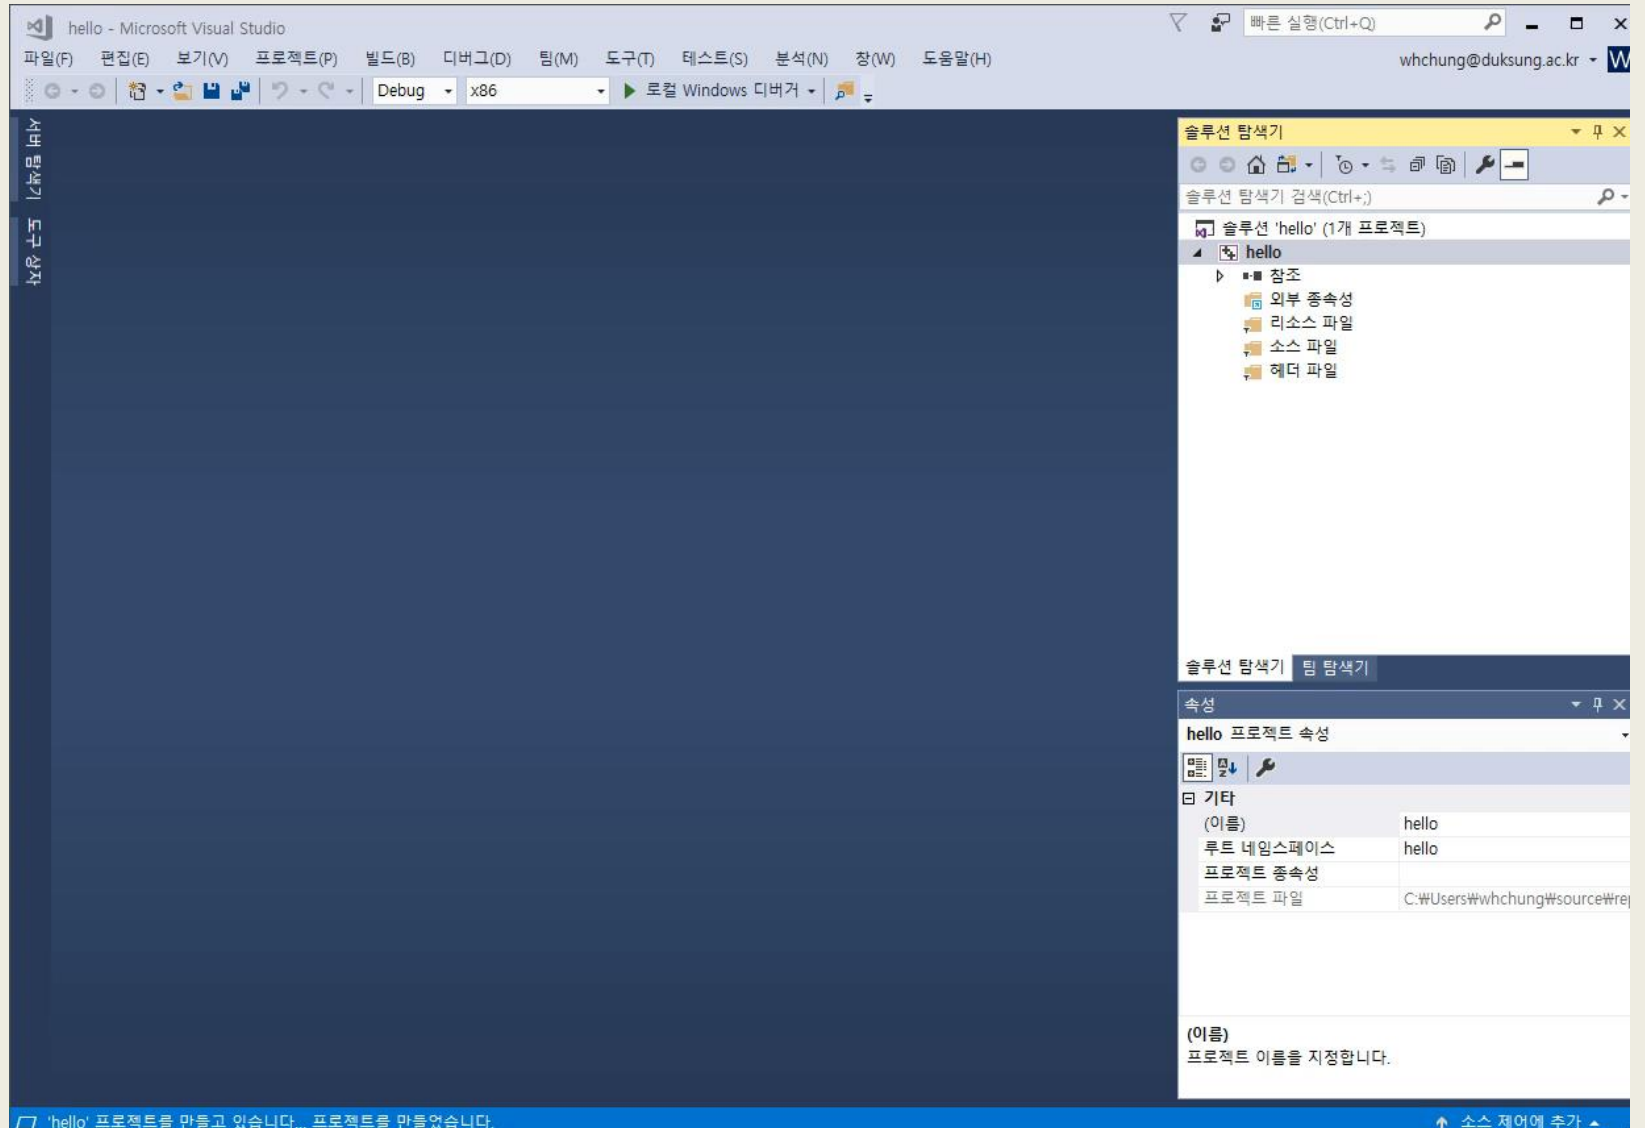 hello - Microsoft Visual Studio
빠른 실행(Ctrl+Q)
파일(F) 편집(E) 보기(V) 프로젝트(P) 빌드(B) 디버그(D) 팀(M) 도구(T) 테스트(S) 분석(N) 창(W) 도움말(H)
whchung@duksung.ac.kr W
Debug x86 로컬 Windows 디버거
서버 탐색기
도구 상자
솔루션 탐색기
솔루션 탐색기 검색(Ctrl+;)
솔루션 'hello' (1개 프로젝트)
hello
참조
외부 종속성
리소스 파일
소스 파일
헤더 파일
솔루션 탐색기 팀 탐색기
속성
hello 프로젝트 속성
기타
(이름) hello
루트 네임스페이스 hello
프로젝트 종속성
프로젝트 파일 C:₩Users₩whchung₩source₩rep
(이름)
프로젝트 이름을 지정합니다.
'hello' 프로젝트를 만들고 있습니다... 프로젝트를 만들었습니다.
소스 제어에 추가